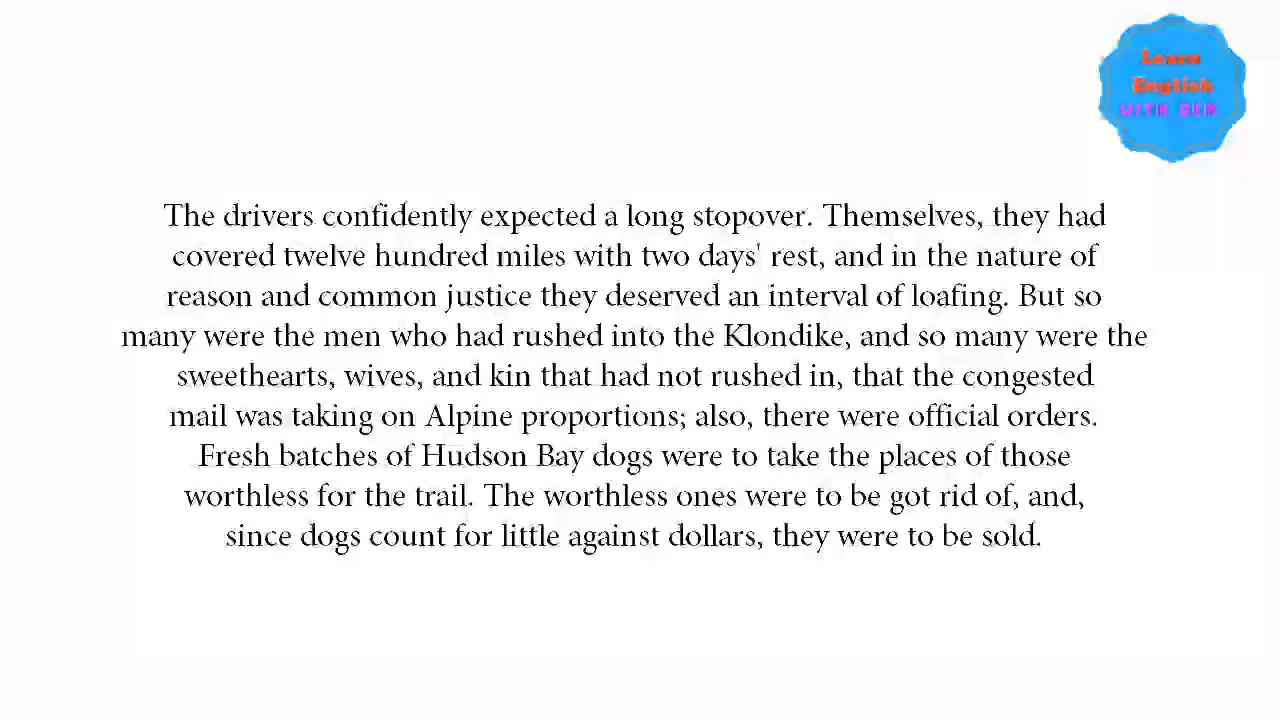 Learn
English
WITH GEM
The drivers confidently expected a long stopover. Themselves, they had
covered twelve hundred miles with two days' rest, and in the nature of
reason and common justice they deserved an interval of loafing. But so
many were the men who had rushed into the Klondike, and so many were the
sweethearts, wives, and kin that had not rushed in, that the congested
mail was taking on Alpine proportions; also, there were official orders.
Fresh batches of Hudson Bay dogs were to take the places of those
worthless for the trail. The worthless ones were to be got rid of, and,
since dogs count for little against dollars, they were to be sold.